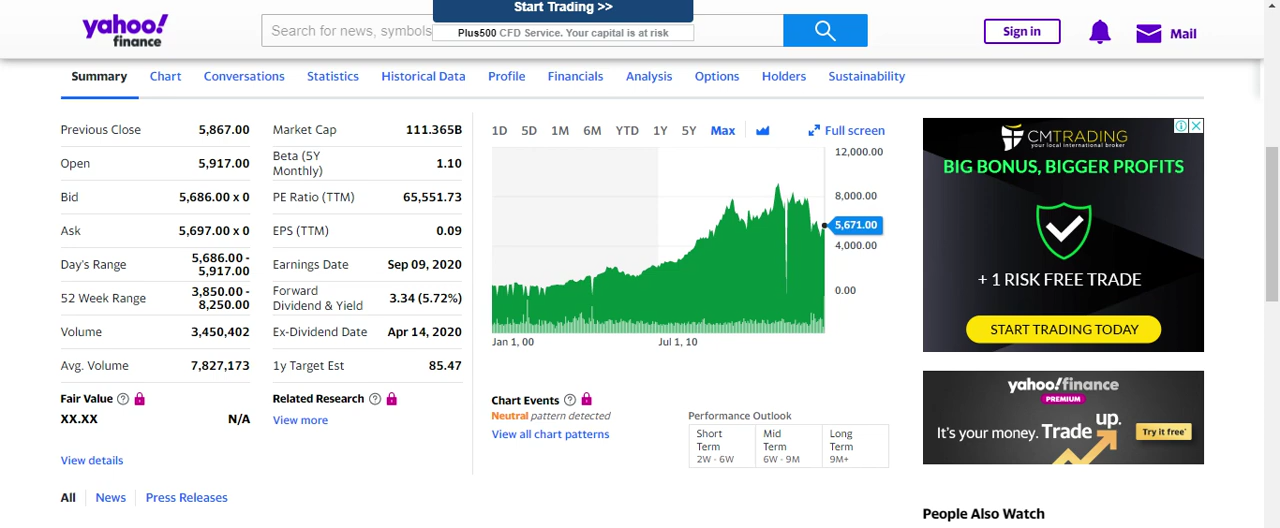 Start Trading >>
yahoo!
finance
Search for news, symbols
Plus500 CFD Service. Your capital is at risk
Sign in
Mail
Summary Chart Conversations Statistics Historical Data Profile Financials Analysis Options Holders Sustainability
Previous Close 5,867.00
Open 5,917.00
Bid 5,686.00 x 0
Ask 5,697.00 x 0
Day's Range 5,686.00 -
5,917.00
52 Week Range 3,850.00 -
8,250.00
Volume 3,450,402
Avg. Volume 7,827,173
Market Cap 111.365B
Beta (5Y
Monthly) 1.10
PE Ratio (TTM) 65,551.73
EPS (TTM) 0.09
Earnings Date Sep 09, 2020
Forward
Dividend & Yield 3.34 (5.72%)
Ex-Dividend Date Apr 14, 2020
1y Target Est 85.47
Fair Value ?
XX.XX N/A
View details
Related Research ?
View more
1D 5D 1M 6M YTD 1Y 5Y Max Full screen
12,000.00
8,000.00
5,671.00
4,000.00
0.00
Jan 1, 00 Jul 1, 10
Chart Events ?
Neutral pattern detected
View all chart patterns
Performance Outlook
Short
Term
2W - 6W
Mid
Term
6W - 9M
Long
Term
9M+
CMTRADING
your local international broker
BIG BONUS, BIGGER PROFITS
+ 1 RISK FREE TRADE
START TRADING TODAY
yahoo!finance
PREMIUM
It's your money. Trade up.
Try it free*
All News Press Releases
People Also Watch